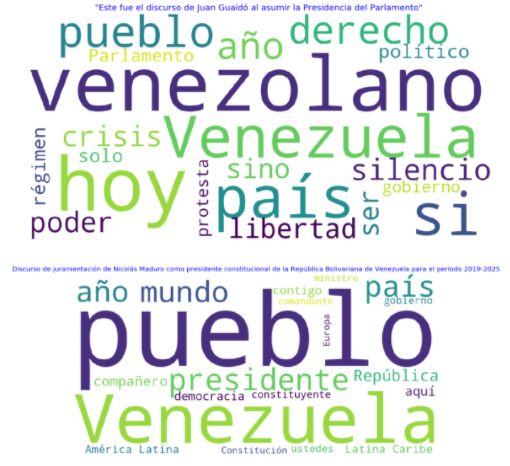 "Este fue el discurso de Juan Guaidó al asumir la Presidencia del Parlamento"
pueblo año derecho
Parlamento político
venezolano
crisis Venezuela
régimen solo hoy protesta sino país silencio
gobierno
poder libertad ser si
Discurso de juramentación de Nicolás Maduro como presidente constitucional de la República Bolivariana de Venezuela para el período 2019-2025
ministro
año mundo contigo país
comandante gobierno
pueblo Europa
compañero presidente República
democracia constituyente aquí
Venezuela
América Latina Constitución ustedes Latina Caribe